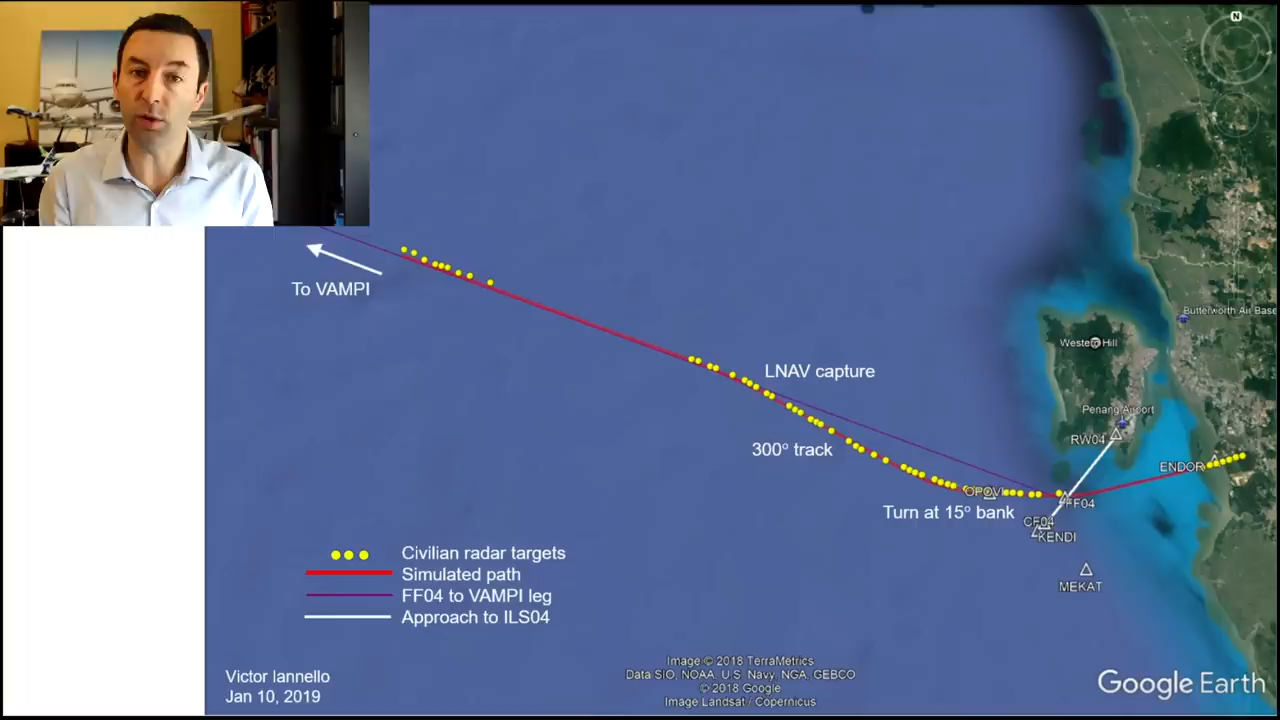 N
Butterworth Air Base
Western Hill
To VAMPI
LNAV capture
Penang Airport
RW04
300° track
ENDOR
OPOVI
FF04
Turn at 15° bank
CF04
KENDI
Civilian radar targets
Simulated path
MEKAT
FF04 to VAMPI leg
Approach to ILS04
Victor Iannello
Jan 10, 2019
Image © 2018 TerraMetrics
Data SIO, NOAA, U.S. Navy, NGA, GEBCO
© 2018 Google
Image Landsat / Copernicus
Google Earth